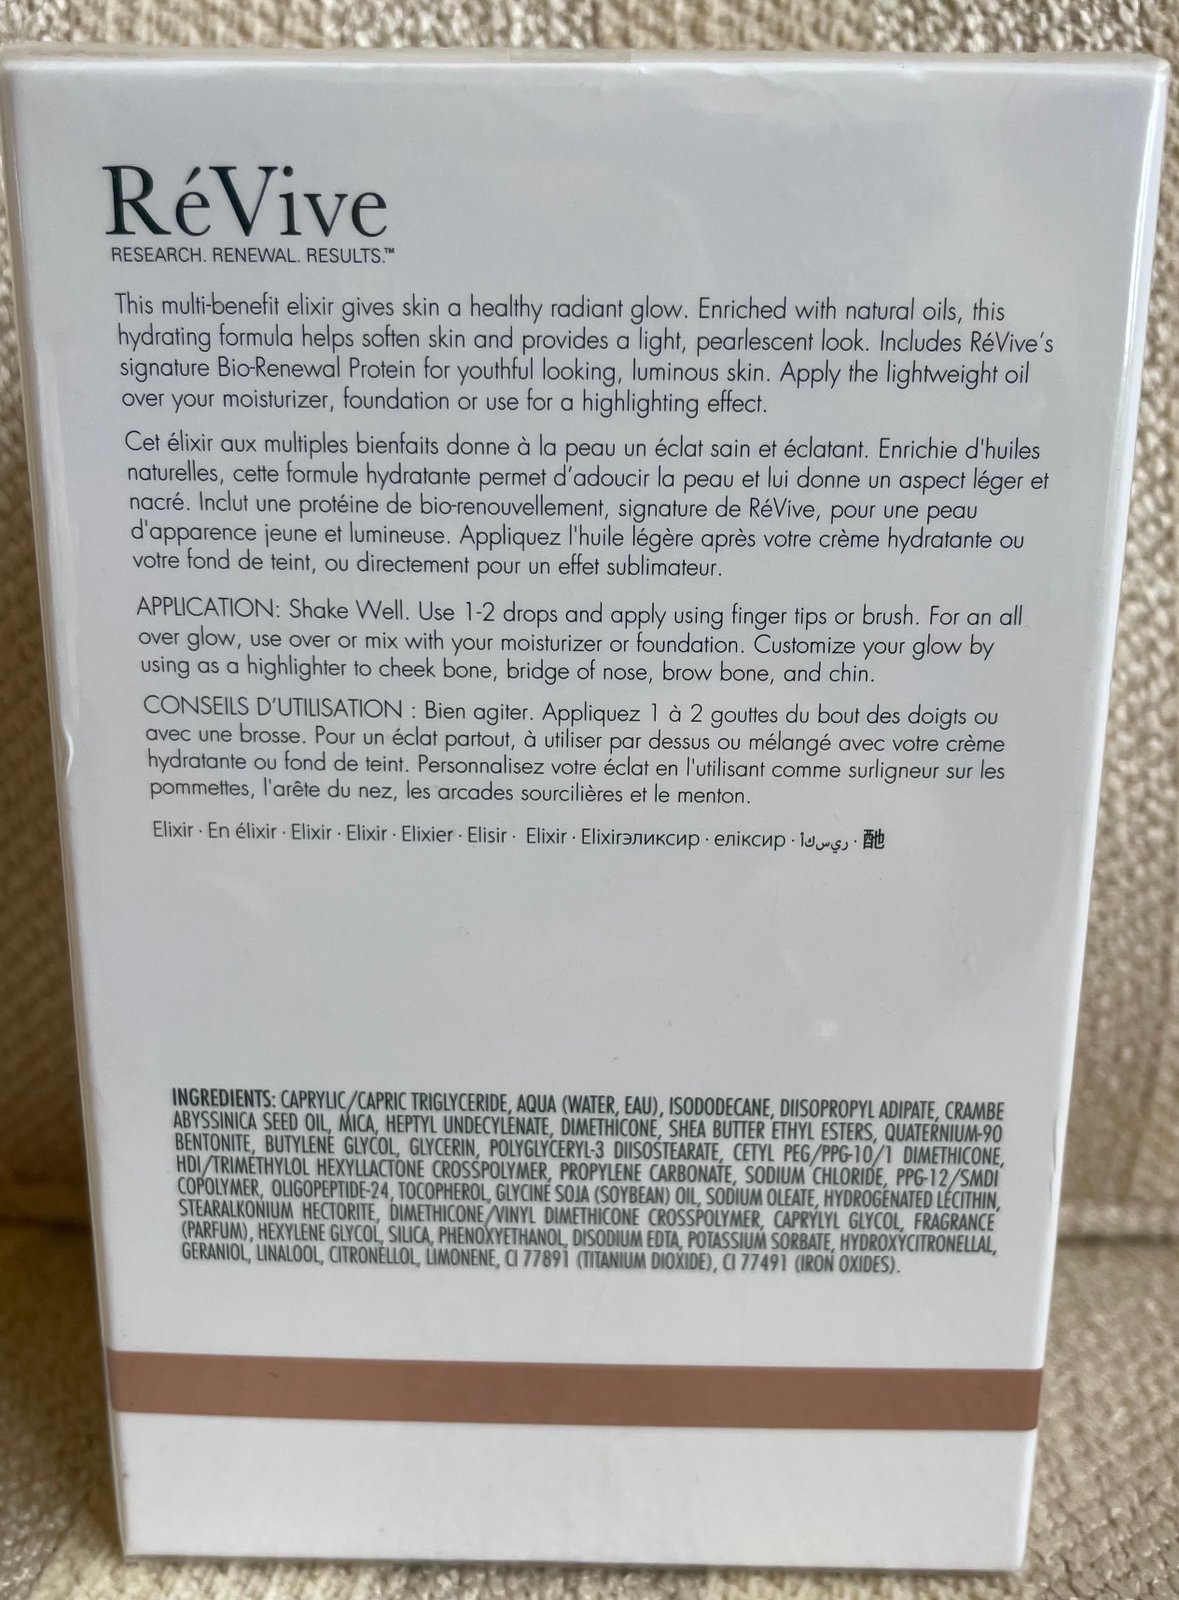 RéVive
RESEARCH. RENEWAL. RESULTS.™
This multi-benefit elixir gives skin a healthy radiant glow. Enriched with natural oils, this
hydrating formula helps soften skin and provides a light, pearlescent look. Includes RéVive's
signature Bio-Renewal Protein for youthful looking, luminous skin. Apply the lightweight oil
over your moisturizer, foundation or use for a highlighting effect.
Cet élixir aux multiples bienfaits donne à la peau un éclat sain et éclatant. Enrichie d'huiles
naturelles, cette formule hydratante permet d'adoucir la peau et lui donne un aspect léger et
nacré. Inclut une protéine de bio-renouvellement, signature de RéVive, pour une peau
d'apparence jeune et lumineuse. Appliquez l'huile légère après votre crème hydratante ou
votre fond de teint, ou directement pour un effet sublimateur.
APPLICATION: Shake Well. Use 1-2 drops and apply using finger tips or brush. For an all
over glow, use over or mix with your moisturizer or foundation. Customize your glow by
using as a highlighter to cheek bone, bridge of nose, brow bone, and chin.
CONSEILS D'UTILISATION : Bien agiter. Appliquez 1 à 2 gouttes du bout des doigts ou
avec une brosse. Pour un éclat partout, à utiliser par dessus ou mélangé avec votre crème
hydratante ou fond de teint. Personnalisez votre éclat en l'utilisant comme surligneur sur les
pommettes, l'arête du nez, les arcades sourcilières et le menton.
Elixir · En élixir · Elixir · Elixir · Elixier · Elisir · Elixir · Elixirэликсир · еліксир ·
INGREDIENTS: CAPRYLIC/CAPRIC TRIGLYCERIDE, AQUA (WATER, EAU), ISODODECANE, DIISOPROPYL ADIPATE, CRAMBE
ABYSSINICA SEED OIL, MICA, HEPTYL UNDECYLENATE, DIMETHICONE, SHEA BUTTER ETHYL ESTERS, QUATERNIUM-90
BENTONITE, BUTYLENE GLYCOL, GLYCERIN, POLYGLYCERYL-3 DIISOSTEARATE, CETYL PEG/PPG-10/1 DIMETHICONE,
HDI/TRIMETHYLOL HEXYLLACTONE CROSSPOLYMER, PROPYLENE CARBONATE, SODIUM CHLORIDE, PPG-12/SMDI
COPOLYMER, OLIGOPEPTIDE-24, TOCOPHEROL, GLYCINE SOJA (SOYBEAN) OIL, SODIUM OLEATE, HYDROGENATED LECITHIN,
STEARALKONIUM HECTORITE, DIMETHICONE/VINYL DIMETHICONE CROSSPOLYMER, CAPRYLYL GLYCOL, FRAGRANCE
(PARFUM), HEXYLENE GLYCOL, SILICA, PHENOXYETHANOL, DISODIUM EDTA, POTASSIUM SORBATE, HYDROXYCITRONELLAL,
GERANIOL, LINALOOL, CITRONELLOL, LIMONENE, CI 77891 (TITANIUM DIOXIDE), CI 77491 (IRON OXIDES).